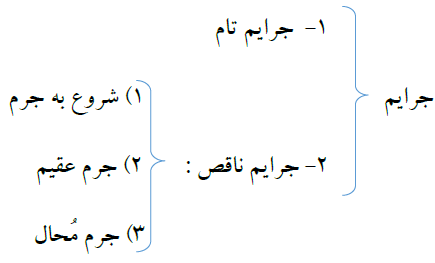 جرایم
۱- جرایم تام
۲- جرایم ناقص :
۱) شروع به جرم
۲) جرم عقیم
۳) جرم مُحال